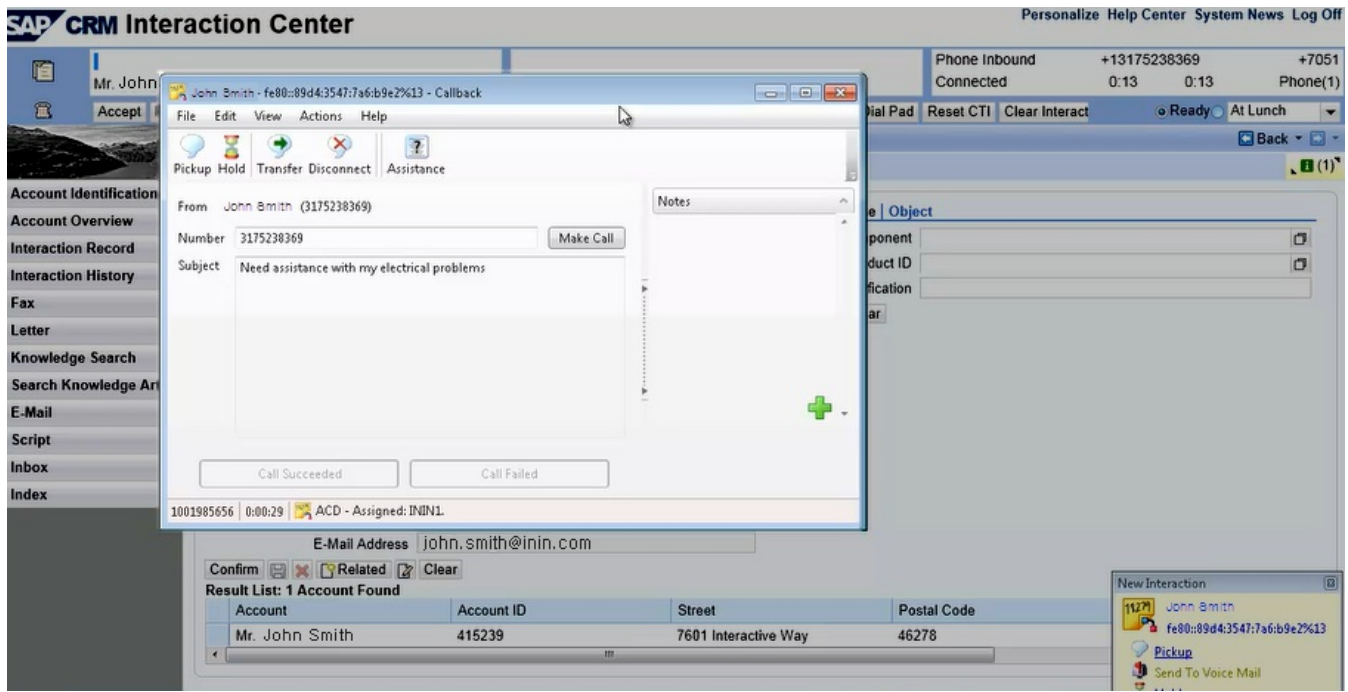 SAP CRM Interaction Center
Personalize Help Center System News Log Off
Mr. John
Phone Inbound +13175238369 +7051
Connected 0:13 0:13 Phone(1)
Accept
Dial Pad Reset CTI Clear Interact Ready At Lunch
Back
(1)
Account Identification
Account Overview
Interaction Record
Interaction History
Fax
Letter
Knowledge Search
Search Knowledge Art
E-Mail
Script
Inbox
Index
John Smith - fe80::89d4:3547:7a6:b9e2%13 - Callback
File Edit View Actions Help
Pickup Hold Transfer Disconnect Assistance
From John Smith (3175238369)
Number 3175238369 Make Call
Subject Need assistance with my electrical problems
Notes
Call Succeeded Call Failed
1001985656 0:00:29 ACD - Assigned: ININ1.
e | Object
ponent
duct ID
fication
ar
E-Mail Address john.smith@inin.com
Confirm Related Clear
Result List: 1 Account Found
Account Account ID Street Postal Code
Mr. John Smith 415239 7601 Interactive Way 46278
New Interaction
11279 John Smith
fe80::89d4:3547:7a6:b9e2%13
Pickup
Send To Voice Mail